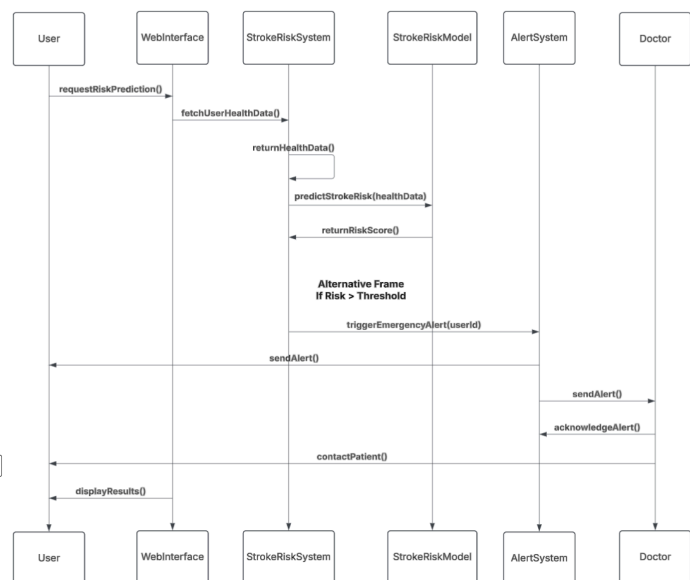 User
WebInterface
StrokeRiskSystem
StrokeRiskModel
AlertSystem
Doctor
requestRiskPrediction()
fetchUserHealthData()
returnHealthData()
predictStrokeRisk(healthData)
returnRiskScore()
Alternative Frame
If Risk > Threshold
triggerEmergencyAlert(userId)
sendAlert()
sendAlert()
acknowledgeAlert()
contactPatient()
displayResults()
User
WebInterface
StrokeRiskSystem
StrokeRiskModel
AlertSystem
Doctor